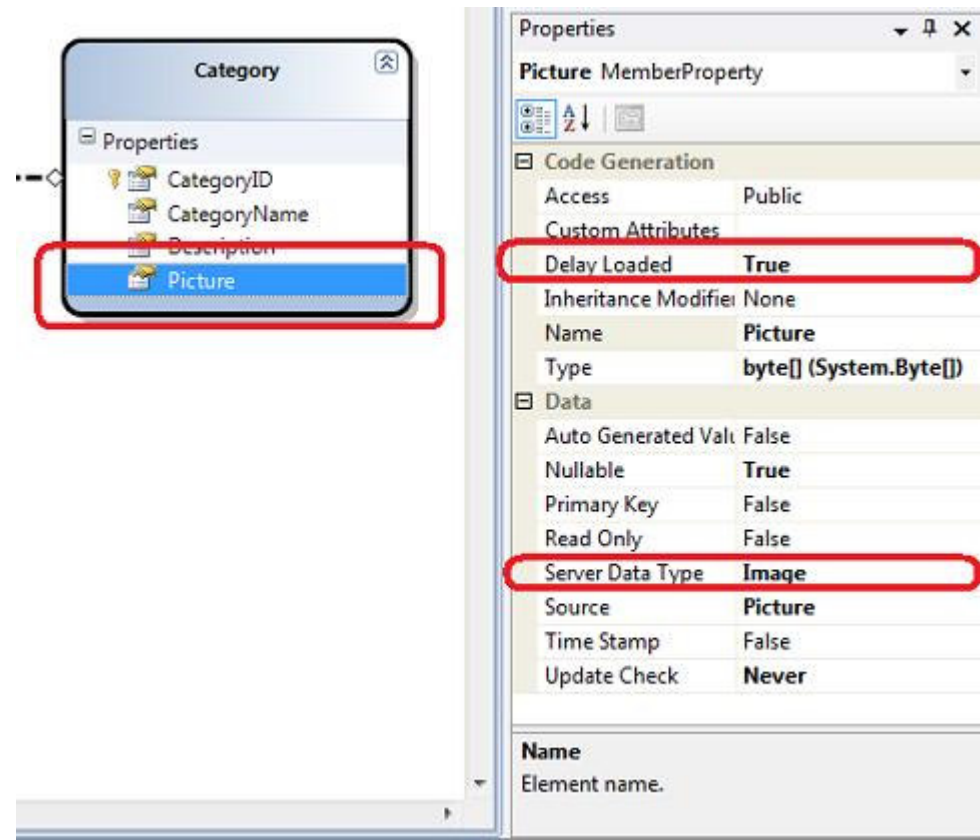 Category
Properties
CategoryID
CategoryName
Description
Picture
Properties
Picture MemberProperty
Code Generation
Access Public
Custom Attributes
Delay Loaded True
Inheritance Modifier None
Name Picture
Type byte[] (System.Byte[])
Data
Auto Generated Valu False
Nullable True
Primary Key False
Read Only False
Server Data Type Image
Source Picture
Time Stamp False
Update Check Never
Name
Element name.